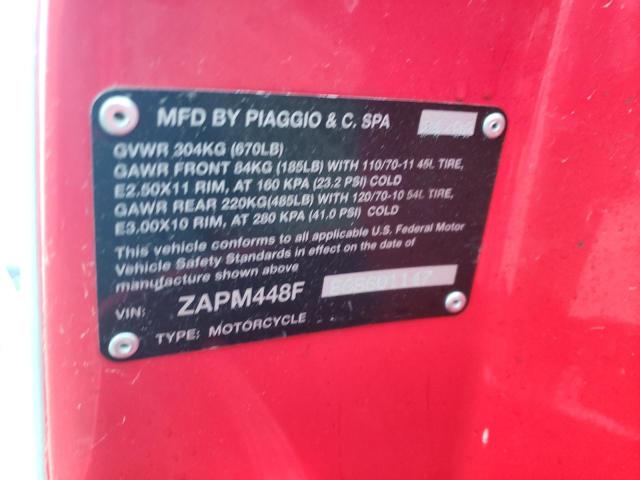 MFD BY PIAGGIO & C. SPA
GVWR 304KG (670LB)
GAWR FRONT 84KG (185LB) WITH 110/70-11 45L TIRE,
E2.50X11 RIM, AT 160 KPA (23.2 PSI) COLD
GAWR REAR 220KG(485LB) WITH 120/70-10 54L TIRE,
E3.00X10 RIM, AT 280 KPA (41.0 PSI) COLD
This vehicle conforms to all applicable U.S. Federal Motor
Vehicle Safety Standards in effect on the date of
manufacture shown above
VIN: ZAPM448F
TYPE: MOTORCYCLE